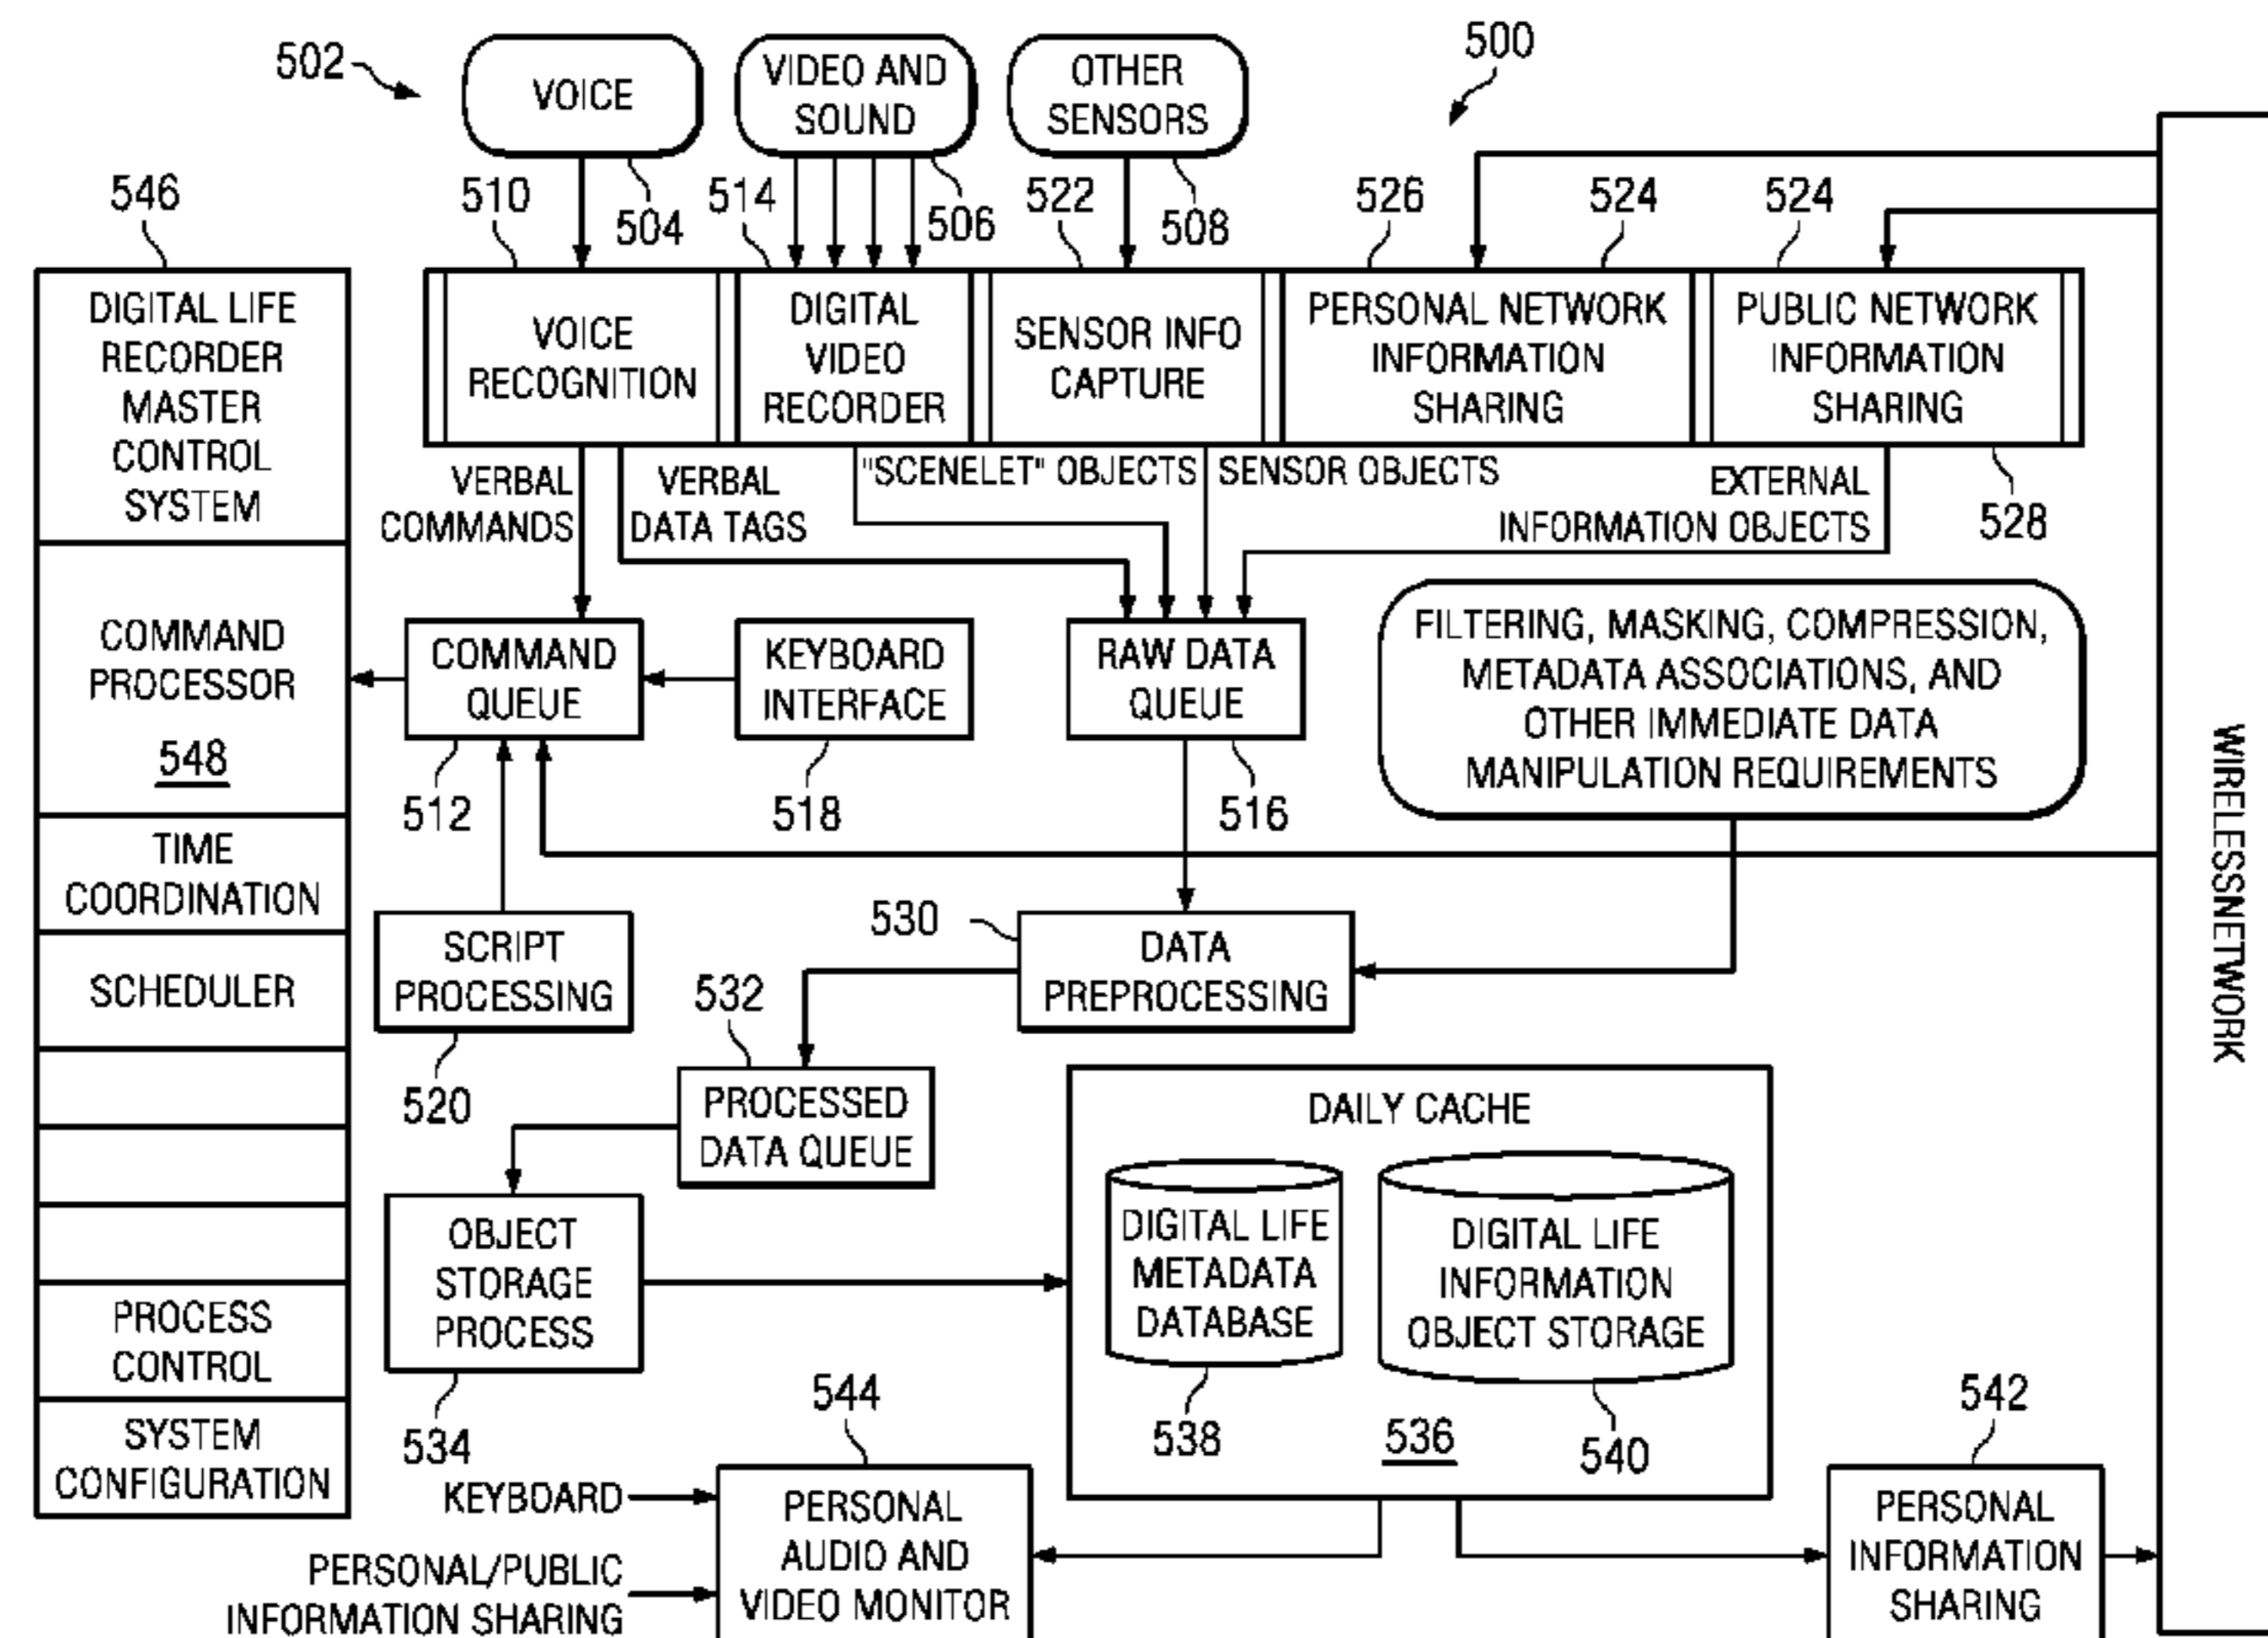 502
VOICE
VIDEO AND
SOUND
OTHER
SENSORS
500
546
510
504
514
506
522
508
526
524
524
DIGITAL LIFE
RECORDER
MASTER
CONTROL
SYSTEM
VOICE
RECOGNITION
DIGITAL
VIDEO
RECORDER
SENSOR INFO
CAPTURE
PERSONAL NETWORK
INFORMATION
SHARING
PUBLIC NETWORK
INFORMATION
SHARING
VERBAL
COMMANDS
VERBAL
DATA TAGS
"SCENELET" OBJECTS
SENSOR OBJECTS
EXTERNAL
INFORMATION OBJECTS
528
COMMAND
PROCESSOR
548
COMMAND
QUEUE
KEYBOARD
INTERFACE
RAW DATA
QUEUE
FILTERING, MASKING, COMPRESSION,
METADATA ASSOCIATIONS, AND
OTHER IMMEDIATE DATA
MANIPULATION REQUIREMENTS
512
518
516
WIRELESSNETWORK
TIME
COORDINATION
SCHEDULER
SCRIPT
PROCESSING
520
530
DATA
PREPROCESSING
532
PROCESSED
DATA QUEUE
DAILY CACHE
DIGITAL LIFE
METADATA
DATABASE
DIGITAL LIFE
INFORMATION
OBJECT STORAGE
538
536
540
OBJECT
STORAGE
PROCESS
534
PROCESS
CONTROL
SYSTEM
CONFIGURATION
544
542
KEYBOARD
PERSONAL/PUBLIC
INFORMATION SHARING
PERSONAL
AUDIO AND
VIDEO MONITOR
PERSONAL
INFORMATION
SHARING